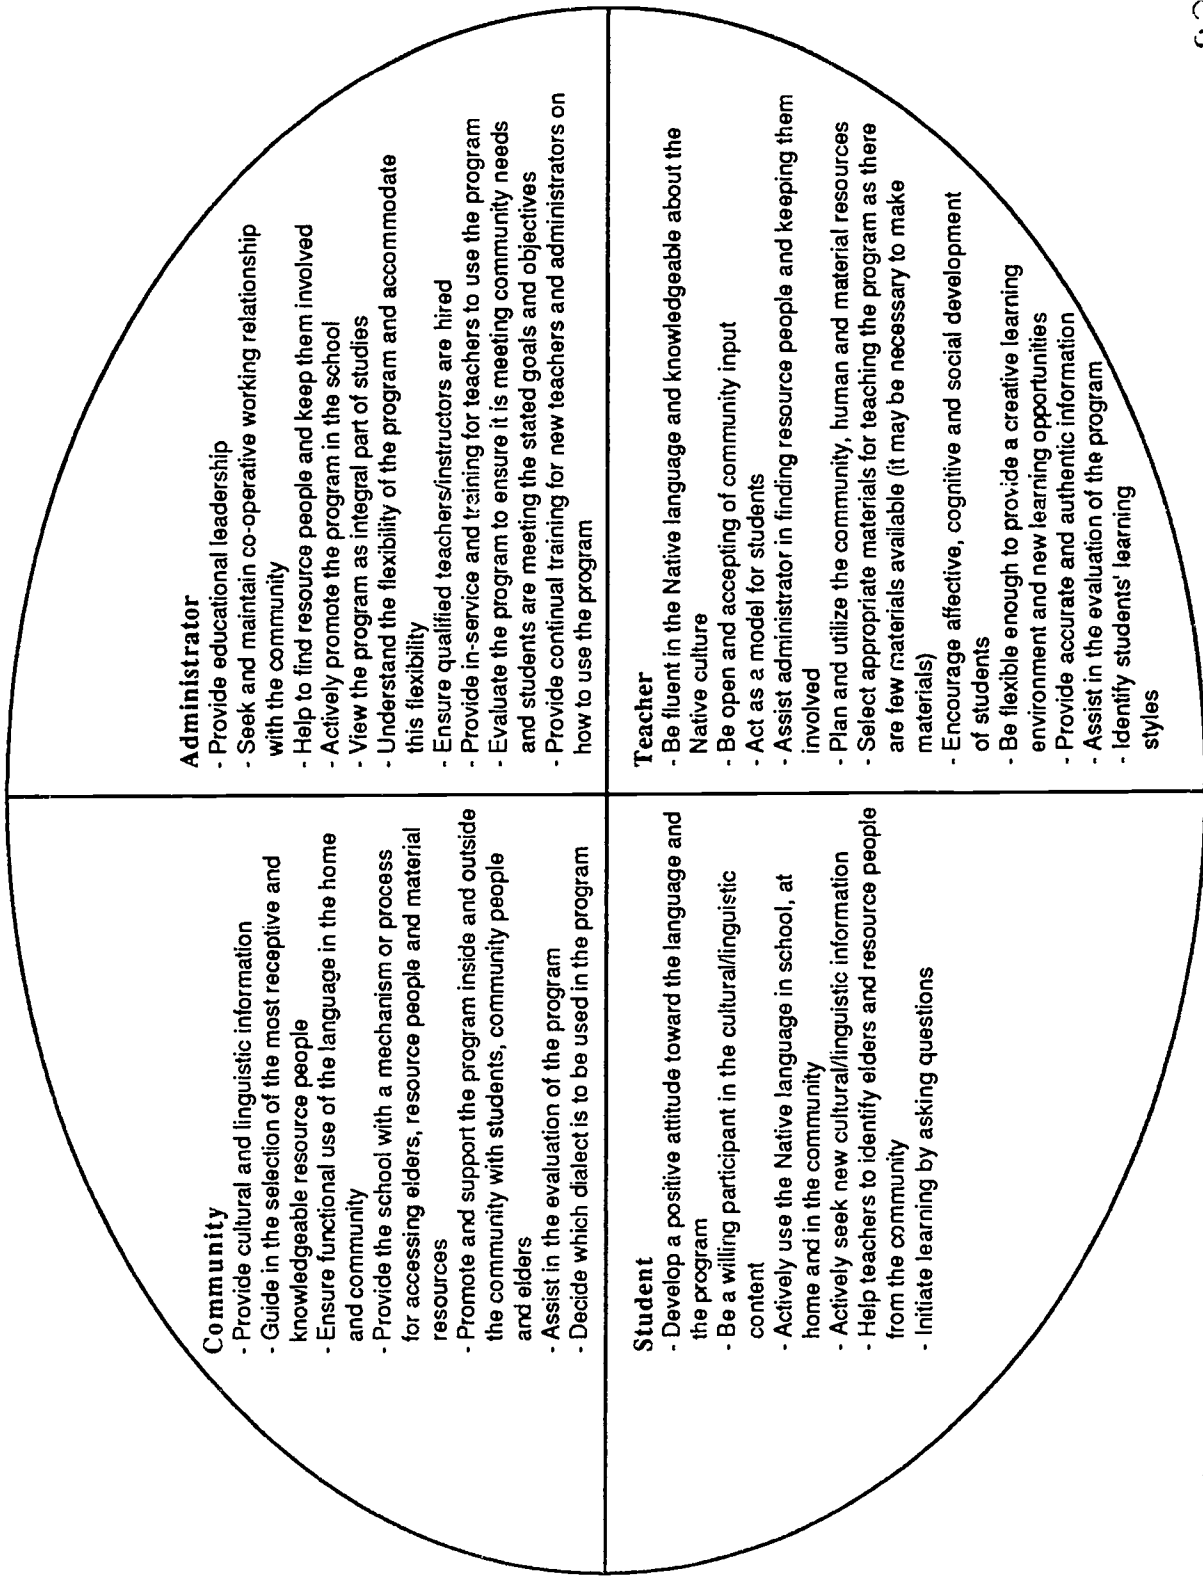 Community
- Provide cultural and linguistic information
- Guide in the selection of the most receptive and
knowledgeable resource people
- Ensure functional use of the language in the home
and community
- Provide the school with a mechanism or process
for accessing elders, resource people and material
resources
- Promote and support the program inside and outside
the community with students, community people
and elders
- Assist in the evaluation of the program
- Decide which dialect is to be used in the program
Administrator
- Provide educational leadership
- Seek and maintain co-operative working relationship
with the community
- Help to find resource people and keep them involved
- Actively promote the program in the school
- View the program as integral part of studies
- Understand the flexibility of the program and accommodate
this flexibility
- Ensure qualified teachers/instructors are hired
- Provide in-service and training for teachers to use the program
- Evaluate the program to ensure it is meeting community needs
and students are meeting the stated goals and objectives
- Provide continual training for new teachers and administrators on
how to use the program
Student
- Develop a positive attitude toward the language and
the program
- Be a willing participant in the cultural/linguistic
content
- Actively use the Native language in school, at
home and in the community
- Actively seek new cultural/linguistic information
- Help teachers to identify elders and resource people
from the community
- Initiate learning by asking questions
Teacher
- Be fluent in the Native language and knowledgeable about the
Native culture
- Be open and accepting of community input
- Act as a model for students
- Assist administrator in finding resource people and keeping them
involved
- Plan and utilize the community, human and material resources
- Select appropriate materials for teaching the program as there
are few materials available (it may be necessary to make
materials)
- Encourage affective, cognitive and social development
of students
- Be flexible enough to provide a creative learning
environment and new learning opportunities
- Provide accurate and authentic information
- Assist in the evaluation of the program
- Identify students' learning
styles